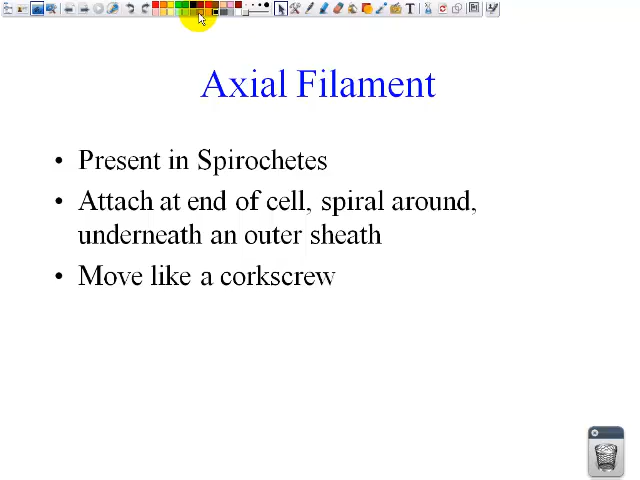 Axial Filament
• Present in Spirochetes
• Attach at end of cell, spiral around,
underneath an outer sheath
• Move like a corkscrew